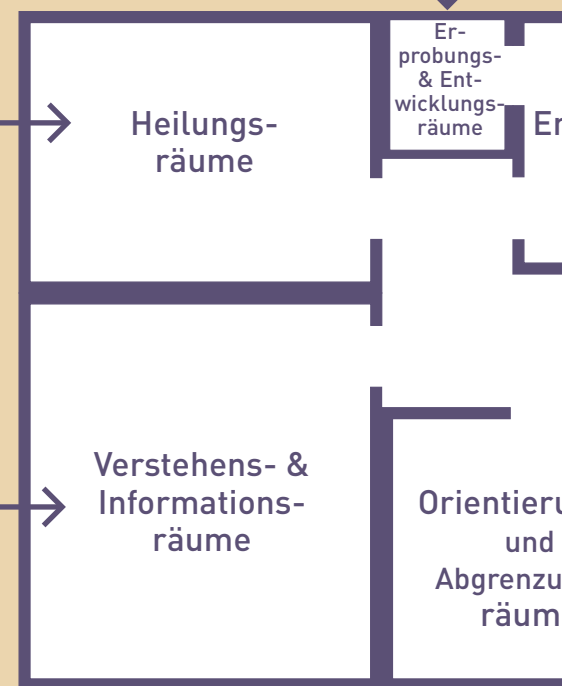 Heilungs-
räume
Er-
probungs-
& Ent-
wicklungs-
räume
Verstehens- &
Informations-
räume
und